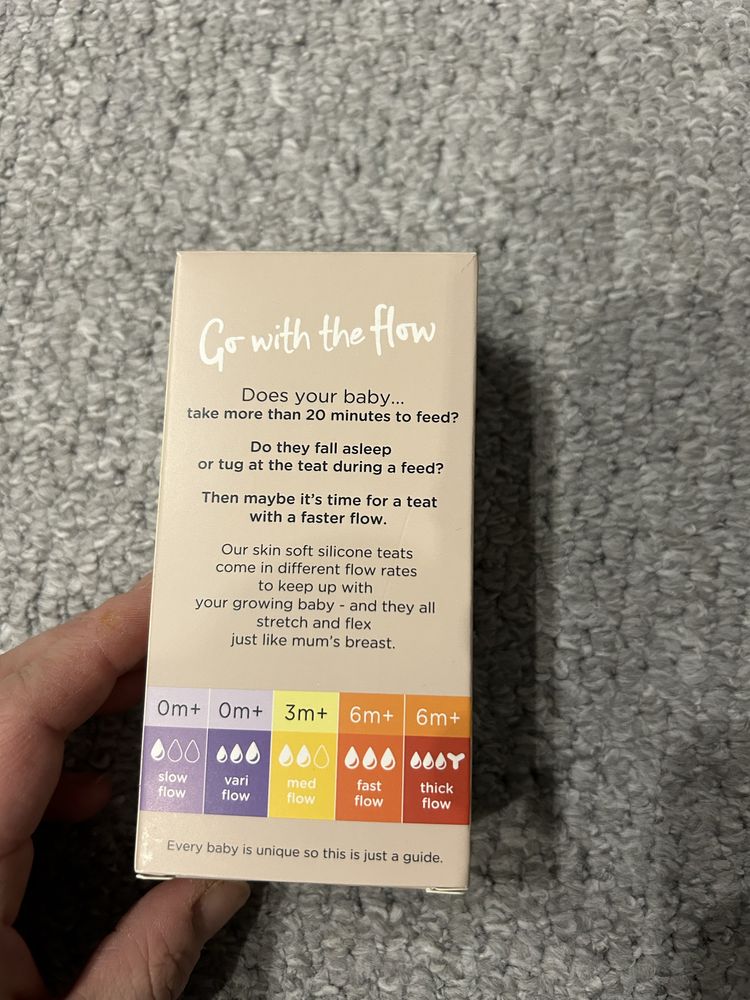 Go with the flow
Does your baby...
take more than 20 minutes to feed?
Do they fall asleep
or tug at the teat during a feed?
Then maybe it's time for a teat
with a faster flow.
Our skin soft silicone teats
come in different flow rates
to keep up with
your growing baby - and they all
stretch and flex
just like mum's breast.
0m+ 0m+ 3m+ 6m+ 6m+
slow vari med fast thick
flow flow flow flow flow
Every baby is unique so this is just a guide.